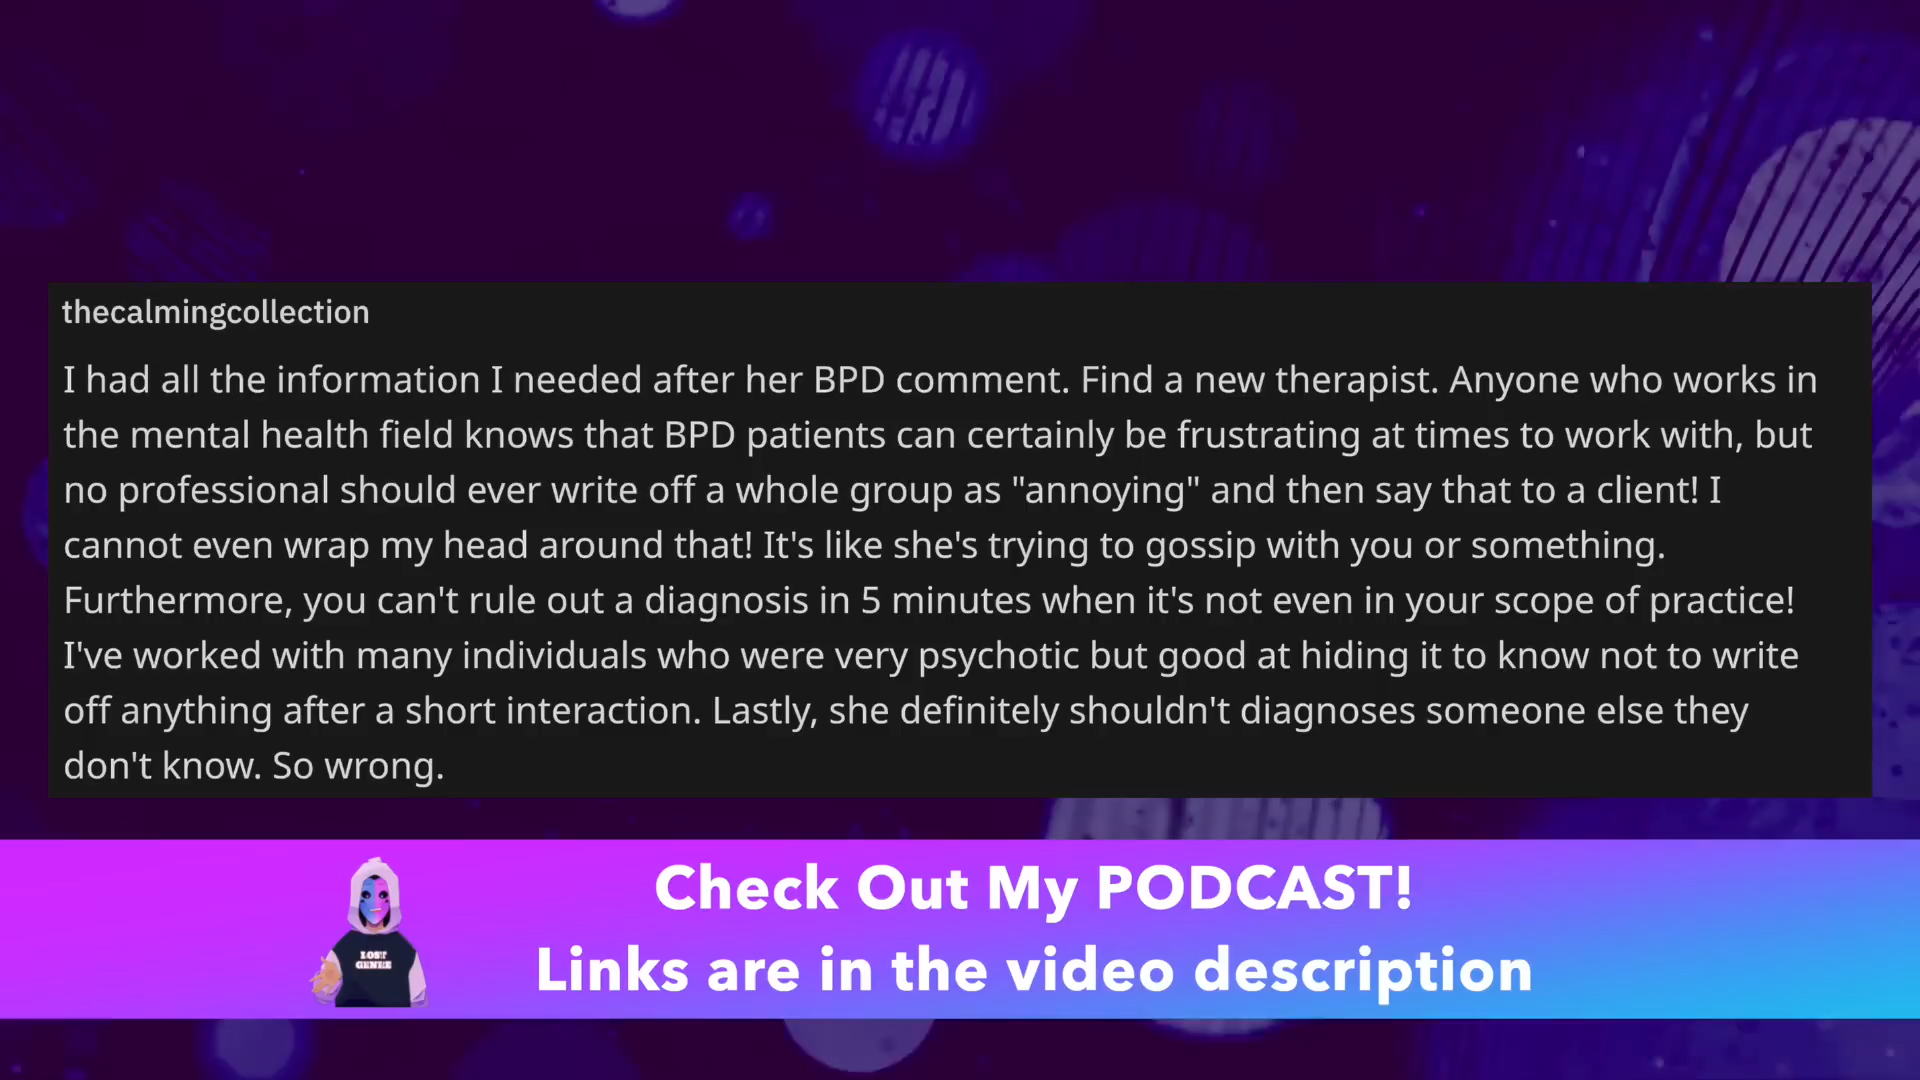 thecalmingcollection
I had all the information I needed after her BPD comment. Find a new therapist. Anyone who works in
the mental health field knows that BPD patients can certainly be frustrating at times to work with, but
no professional should ever write off a whole group as "annoying" and then say that to a client! I
cannot even wrap my head around that! It's like she's trying to gossip with you or something.
Furthermore, you can't rule out a diagnosis in 5 minutes when it's not even in your scope of practice!
I've worked with many individuals who were very psychotic but good at hiding it to know not to write
off anything after a short interaction. Lastly, she definitely shouldn't diagnoses someone else they
don't know. So wrong.
Check Out My PODCAST!
Links are in the video description
LOST
GENRE